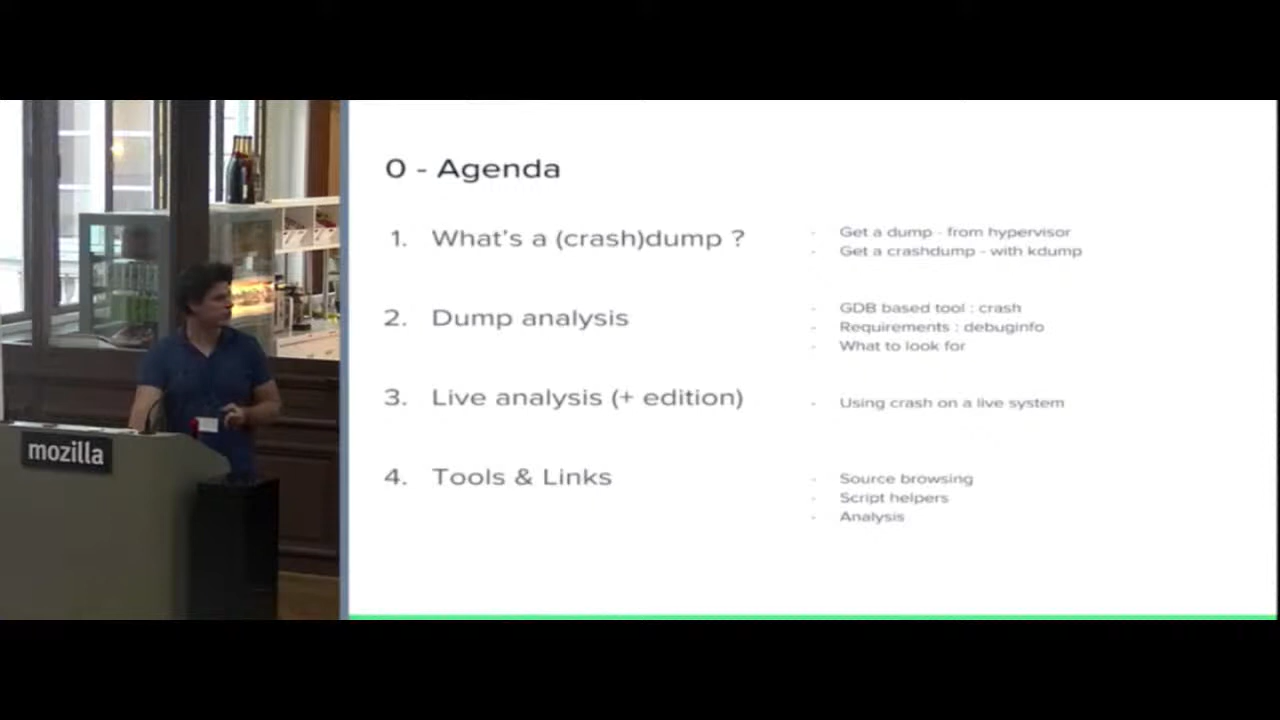 0 - Agenda
1. What's a (crash)dump ?
- Get a dump - from hypervisor
- Get a crashdump - with kdump
2. Dump analysis
- GDB based tool : crash
- Requirements : debuginfo
- What to look for
3. Live analysis (+ edition)
- Using crash on a live system
4. Tools & Links
- Source browsing
- Script helpers
- Analysis
mozilla